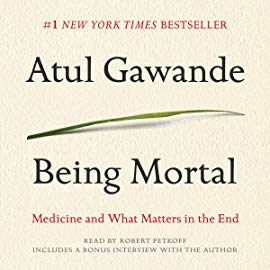 #1 NEW YORK TIMES BESTSELLER
Atul Gawande
Being Mortal
Medicine and What Matters in the End
READ BY ROBERT PETKOFF
INCLUDES A BONUS INTERVIEW WITH THE AUTHOR